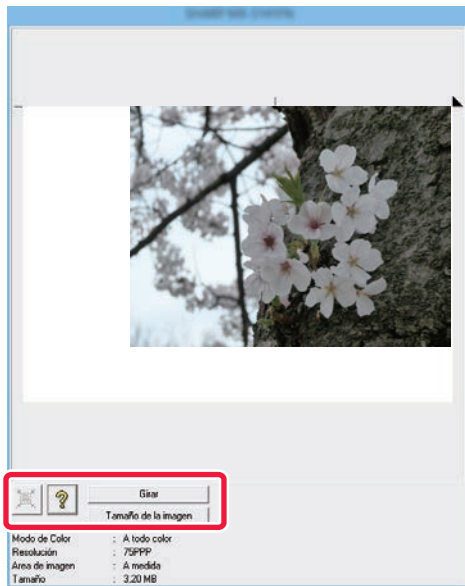 Girar
Tamaño de la imagen
Modo de Color : A todo color
Resolución : 75PPP
Area de imagen : A medida
Tamaño : 3,20 MB